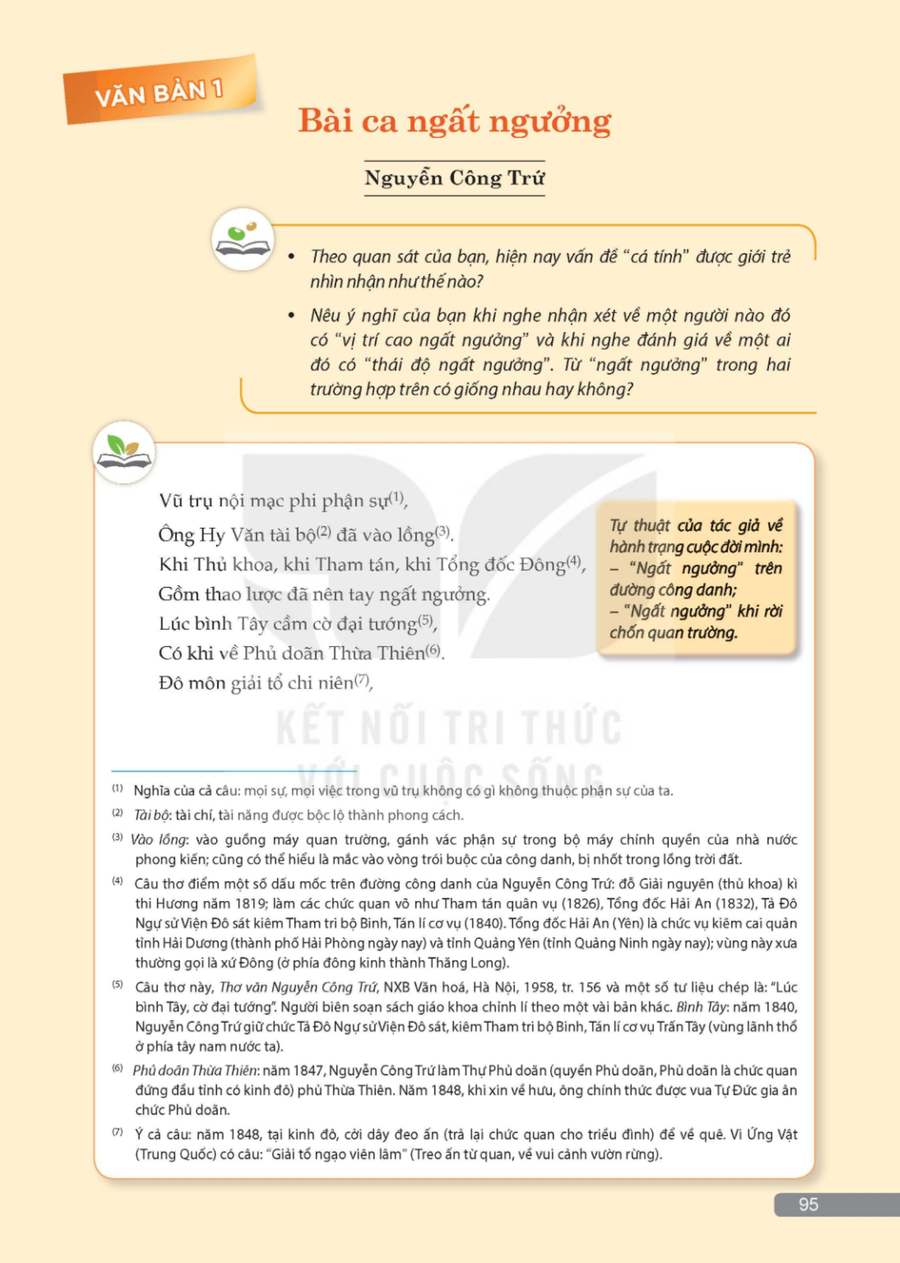 VĂN BẢN 1
Bài ca ngất ngưởng
Nguyễn Công Trứ
• Theo quan sát của bạn, hiện nay vấn đề “cá tính” được giới trẻ
nhìn nhận như thế nào?
• Nêu ý nghĩ của bạn khi nghe nhận xét về một người nào đó
có “vị trí cao ngất ngưởng” và khi nghe đánh giá về một ai
đó có “thái độ ngất ngưởng”. Từ “ngất ngưởng” trong hai
trường hợp trên có giống nhau hay không?
Vũ trụ nội mạc phi phận sự(1),
Ông Hy Văn tài bộ(2) đã vào lồng(3).
Khi Thủ khoa, khi Tham tán, khi Tổng đốc Đông(4),
Gồm thao lược đã nên tay ngất ngưởng.
Lúc bình Tây cầm cờ đại tướng(5),
Có khi về Phủ doãn Thừa Thiên(6).
Đô môn giải tổ chi niên(7),
Tự thuật của tác giả về
hành trạng cuộc đời mình:
– “Ngất ngưởng” trên
đường công danh;
– “Ngất ngưởng” khi rời
chốn quan trường.
KẾT NỐI TRI THỨC
VỚI CUỘC SỐNG
(1) Nghĩa của cả câu: mọi sự, mọi việc trong vũ trụ không có gì không thuộc phận sự của ta.
(2) Tài bộ: tài chí, tài năng được bộc lộ thành phong cách.
(3) Vào lồng: vào guồng máy quan trường, gánh vác phận sự trong bộ máy chính quyền của nhà nước
phong kiến; cũng có thể hiểu là mắc vào vòng trói buộc của công danh, bị nhốt trong lồng trời đất.
(4) Câu thơ điểm một số dấu mốc trên đường công danh của Nguyễn Công Trứ: đỗ Giải nguyên (thủ khoa) kì
thi Hương năm 1819; làm các chức quan võ như Tham tán quân vụ (1826), Tổng đốc Hải An (1832), Tả Đô
Ngự sử Viện Đô sát kiêm Tham tri bộ Binh, Tán lí cơ vụ (1840). Tổng đốc Hải An (Yên) là chức vụ kiêm cai quản
tỉnh Hải Dương (thành phố Hải Phòng ngày nay) và tỉnh Quảng Yên (tỉnh Quảng Ninh ngày nay); vùng này xưa
thường gọi là xứ Đông (ở phía đông kinh thành Thăng Long).
(5) Câu thơ này, Thơ văn Nguyễn Công Trứ, NXB Văn hoá, Hà Nội, 1958, tr. 156 và một số tư liệu chép là: “Lúc
bình Tây, cờ đại tướng”. Người biên soạn sách giáo khoa chỉnh lí theo một vài bản khác. Bình Tây: năm 1840,
Nguyễn Công Trứ giữ chức Tả Đô Ngự sử Viện Đô sát, kiêm Tham tri bộ Binh, Tán lí cơ vụ Trấn Tây (vùng lãnh thổ
ở phía tây nam nước ta).
(6) Phủ doãn Thừa Thiên: năm 1847, Nguyễn Công Trứ làm Thự Phủ doãn (quyền Phủ doãn, Phủ doãn là chức quan
đứng đầu tỉnh có kinh đô) phủ Thừa Thiên. Năm 1848, khi xin về hưu, ông chính thức được vua Tự Đức gia ân
chức Phủ doãn.
(7) Ý cả câu: năm 1848, tại kinh đô, cởi dây đeo ấn (trả lại chức quan cho triều đình) để về quê. Vi Ứng Vật
(Trung Quốc) có câu: “Giải tổ ngạo viên lâm” (Treo ấn từ quan, về vui cảnh vườn rừng).
95